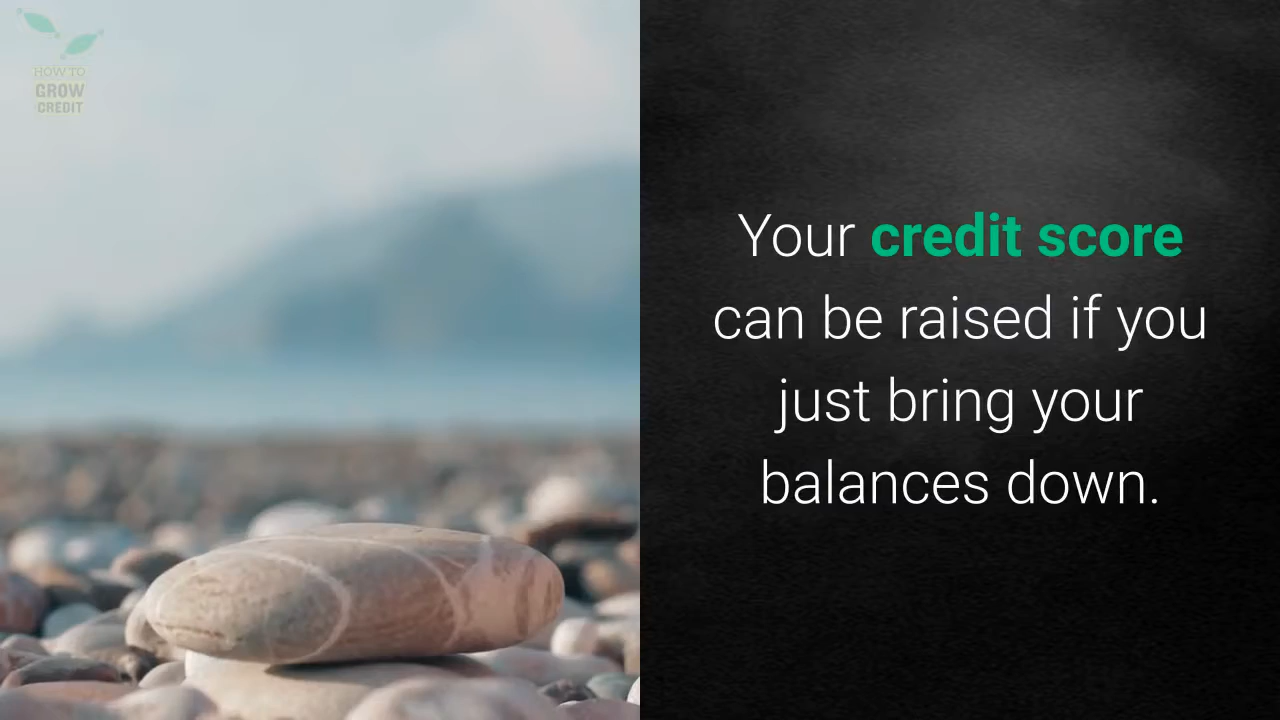 HOW TO
GROW
CREDIT
Your credit score
can be raised if you
just bring your
balances down.